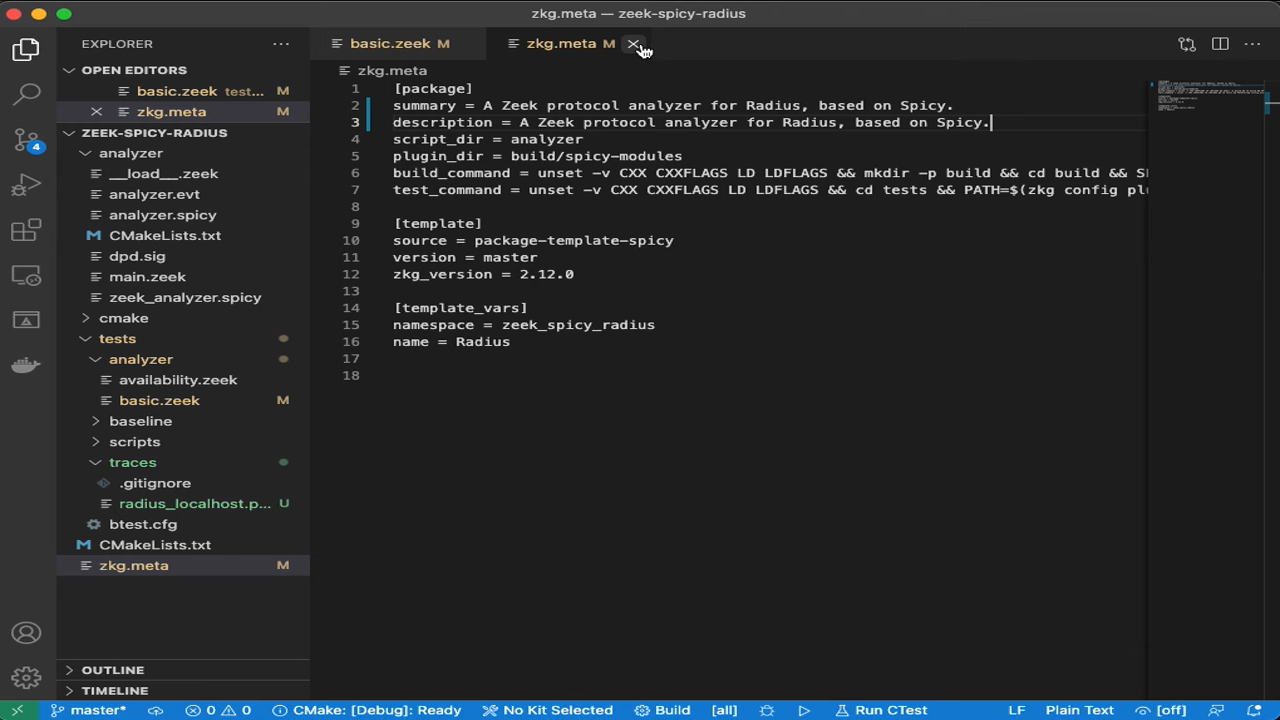 zkg.meta — zeek-spicy-radius
EXPLORER
basic.zeek M
zkg.meta M
OPEN EDITORS
basic.zeek test... M
zkg.meta M
ZEEK-SPICY-RADIUS
analyzer
__load__.zeek
analyzer.evt
analyzer.spicy
CMakeLists.txt
dpd.sig
main.zeek
zeek_analyzer.spicy
cmake
tests
analyzer
availability.zeek
basic.zeek M
baseline
scripts
traces
.gitignore
radius_localhost.p... U
btest.cfg
CMakeLists.txt
zkg.meta M
OUTLINE
TIMELINE
4
zkg.meta
1 [package]
2 summary = A Zeek protocol analyzer for Radius, based on Spicy.
3 description = A Zeek protocol analyzer for Radius, based on Spicy.
4 script_dir = analyzer
5 plugin_dir = build/spicy-modules
6 build_command = unset -v CXX CXXFLAGS LD LDFLAGS && mkdir -p build && cd build && S
7 test_command = unset -v CXX CXXFLAGS LD LDFLAGS && cd tests && PATH=$(zkg config plu
8
9 [template]
10 source = package-template-spicy
11 version = master
12 zkg_version = 2.12.0
13
14 [template_vars]
15 namespace = zeek_spicy_radius
16 name = Radius
17
18
master* 0 0 CMake: [Debug]: Ready No Kit Selected Build [all] Run CTest LF Plain Text [off]